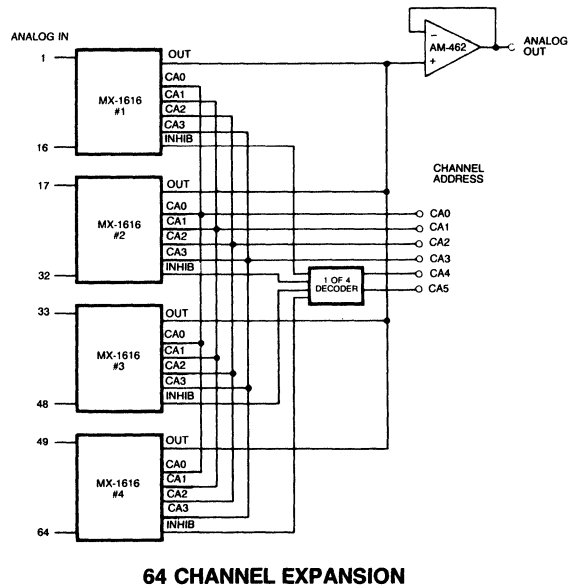 ANALOG IN
1
16
MX-1616
#1
OUT
CA0
CA1
CA2
CA3
INHIB
AM-462
−
+
ANALOG
OUT
17
32
MX-1616
#2
OUT
CA0
CA1
CA2
CA3
INHIB
CHANNEL
ADDRESS
CA0
CA1
CA2
CA3
CA4
CA5
1 OF 4
DECODER
33
48
MX-1616
#3
OUT
CA0
CA1
CA2
CA3
INHIB
49
64
MX-1616
#4
OUT
CA0
CA1
CA2
CA3
INHIB
64 CHANNEL EXPANSION